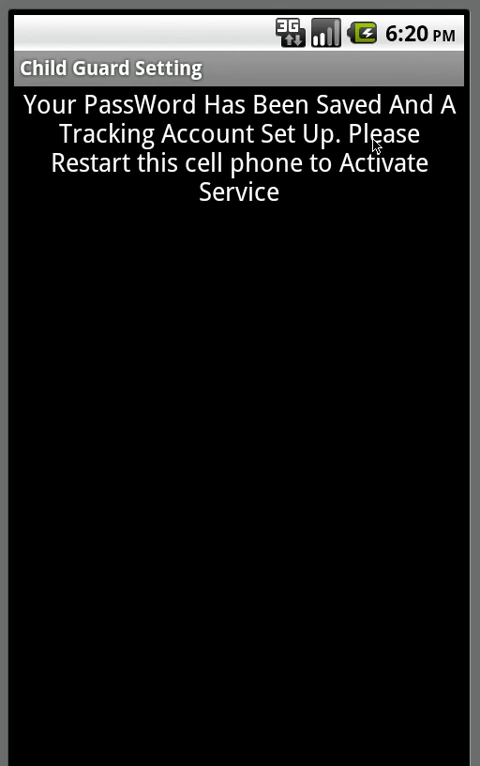 3G
6:20 PM
Child Guard Setting
Your PassWord Has Been Saved And A
Tracking Account Set Up. Please
Restart this cell phone to Activate
Service